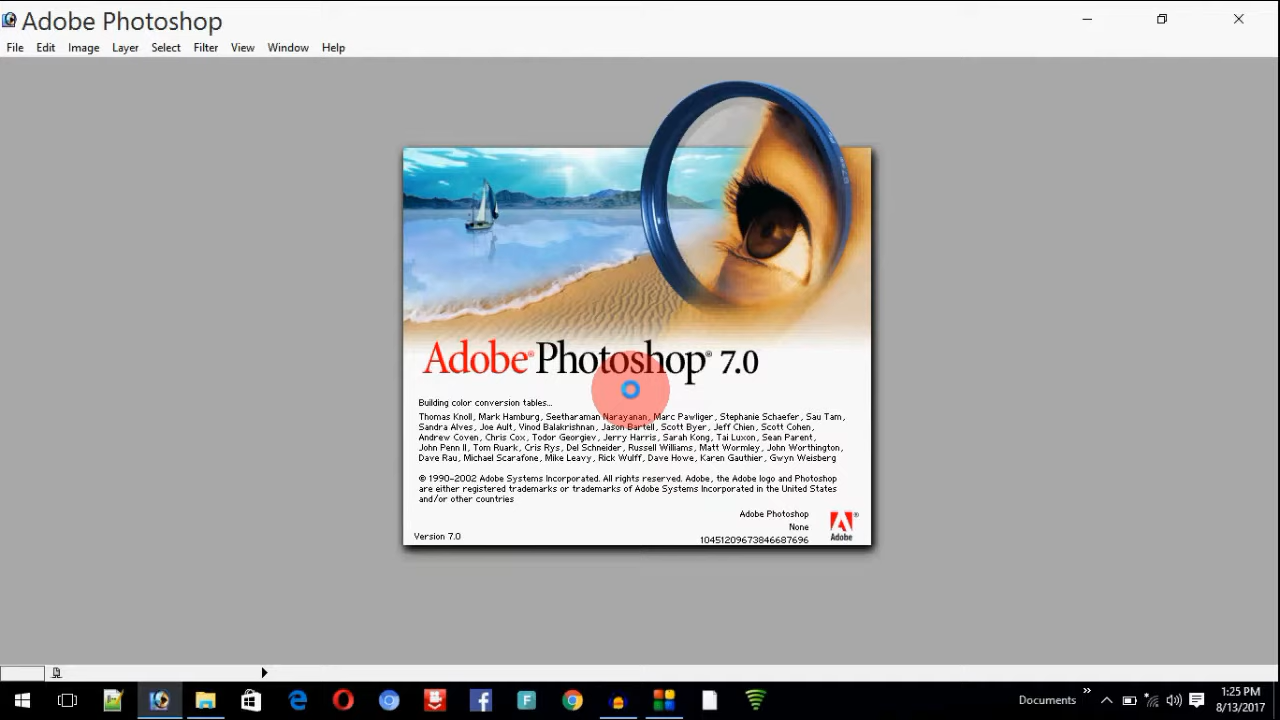 Adobe Photoshop
File Edit Image Layer Select Filter View Window Help
Adobe® Photoshop® 7.0
Building color conversion tables...
Thomas Knoll, Mark Hamburg, Seetharaman Narayanan, Marc Pawliger, Stephanie Schaefer, Sau Tam,
Sandra Alves, Joe Ault, Vinod Balakrishnan, Jason Bartell, Scott Byer, Jeff Chien, Scott Cohen,
Andrew Coven, Chris Cox, Todor Georgiev, Jerry Harris, Sarah Kong, Tai Luxon, Sean Parent,
John Penn II, Tom Ruark, Cris Rys, Del Schneider, Russell Williams, Matt Wormley, John Worthington,
Dave Rau, Michael Scarafone, Mike Leavy, Rick Wulff, Dave Howe, Karen Gauthier, Gwyn Weisberg
© 1990-2002 Adobe Systems Incorporated. All rights reserved. Adobe, the Adobe logo and Photoshop
are either registered trademarks or trademarks of Adobe Systems Incorporated in the United States
and/or other countries
Adobe Photoshop
None
Version 7.0
10451209673846687696
Adobe
Documents
1:25 PM
8/13/2017